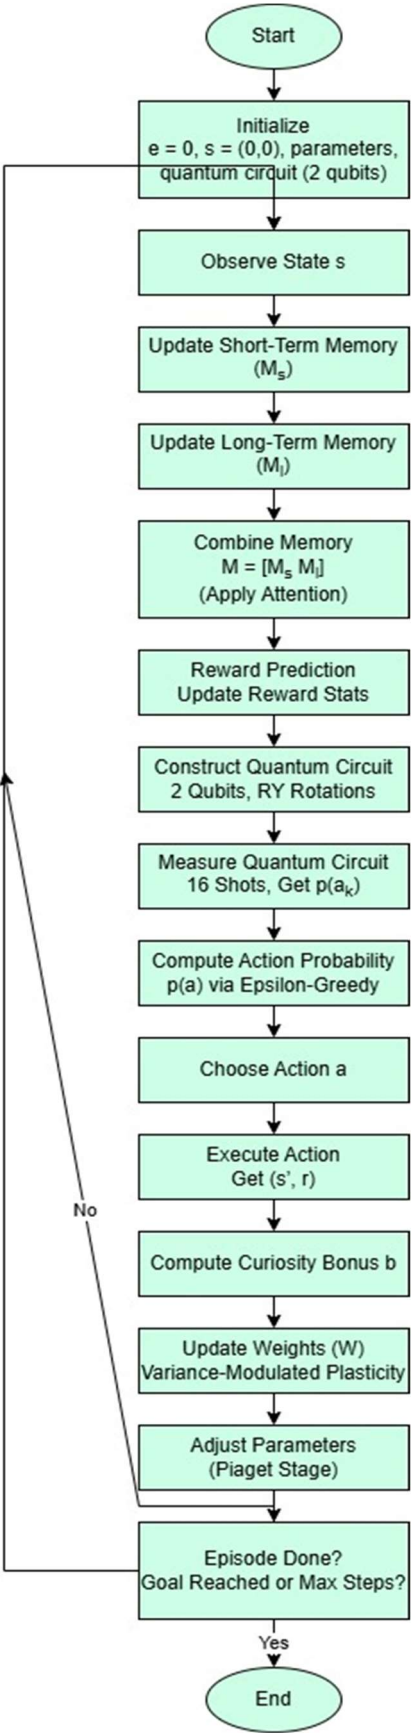 Start
Initialize
e = 0, s = (0,0), parameters,
quantum circuit (2 qubits)
Observe State s
Update Short-Term Memory
(Mₛ)
Update Long-Term Memory
(Mₗ)
Combine Memory
M = [Mₛ Mₗ]
(Apply Attention)
Reward Prediction
Update Reward Stats
Construct Quantum Circuit
2 Qubits, RY Rotations
Measure Quantum Circuit
16 Shots, Get p(aₖ)
Compute Action Probability
p(a) via Epsilon-Greedy
Choose Action a
Execute Action
Get (s’, r)
No
Compute Curiosity Bonus b
Update Weights (W)
Variance-Modulated Plasticity
Adjust Parameters
(Piaget Stage)
Episode Done?
Goal Reached or Max Steps?
Yes
End